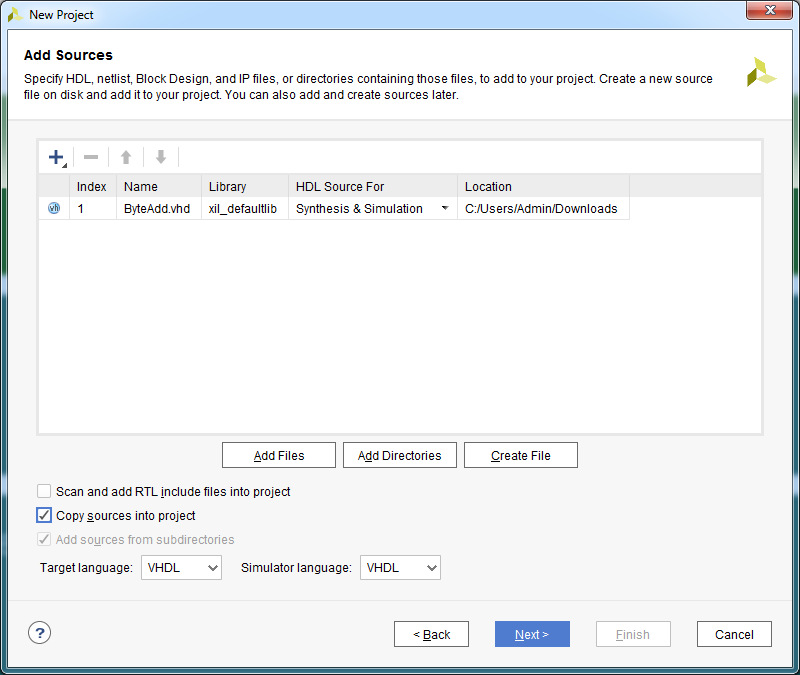 New Project
Add Sources
Specify HDL, netlist, Block Design, and IP files, or directories containing those files, to add to your project. Create a new source
file on disk and add it to your project. You can also add and create sources later.
Index Name Library HDL Source For Location
vh 1 ByteAdd.vhd xil_defaultlib Synthesis & Simulation C:/Users/Admin/Downloads
Add Files Add Directories Create File
Scan and add RTL include files into project
Copy sources into project
Add sources from subdirectories
Target language: VHDL Simulator language: VHDL
? < Back Next > Finish Cancel